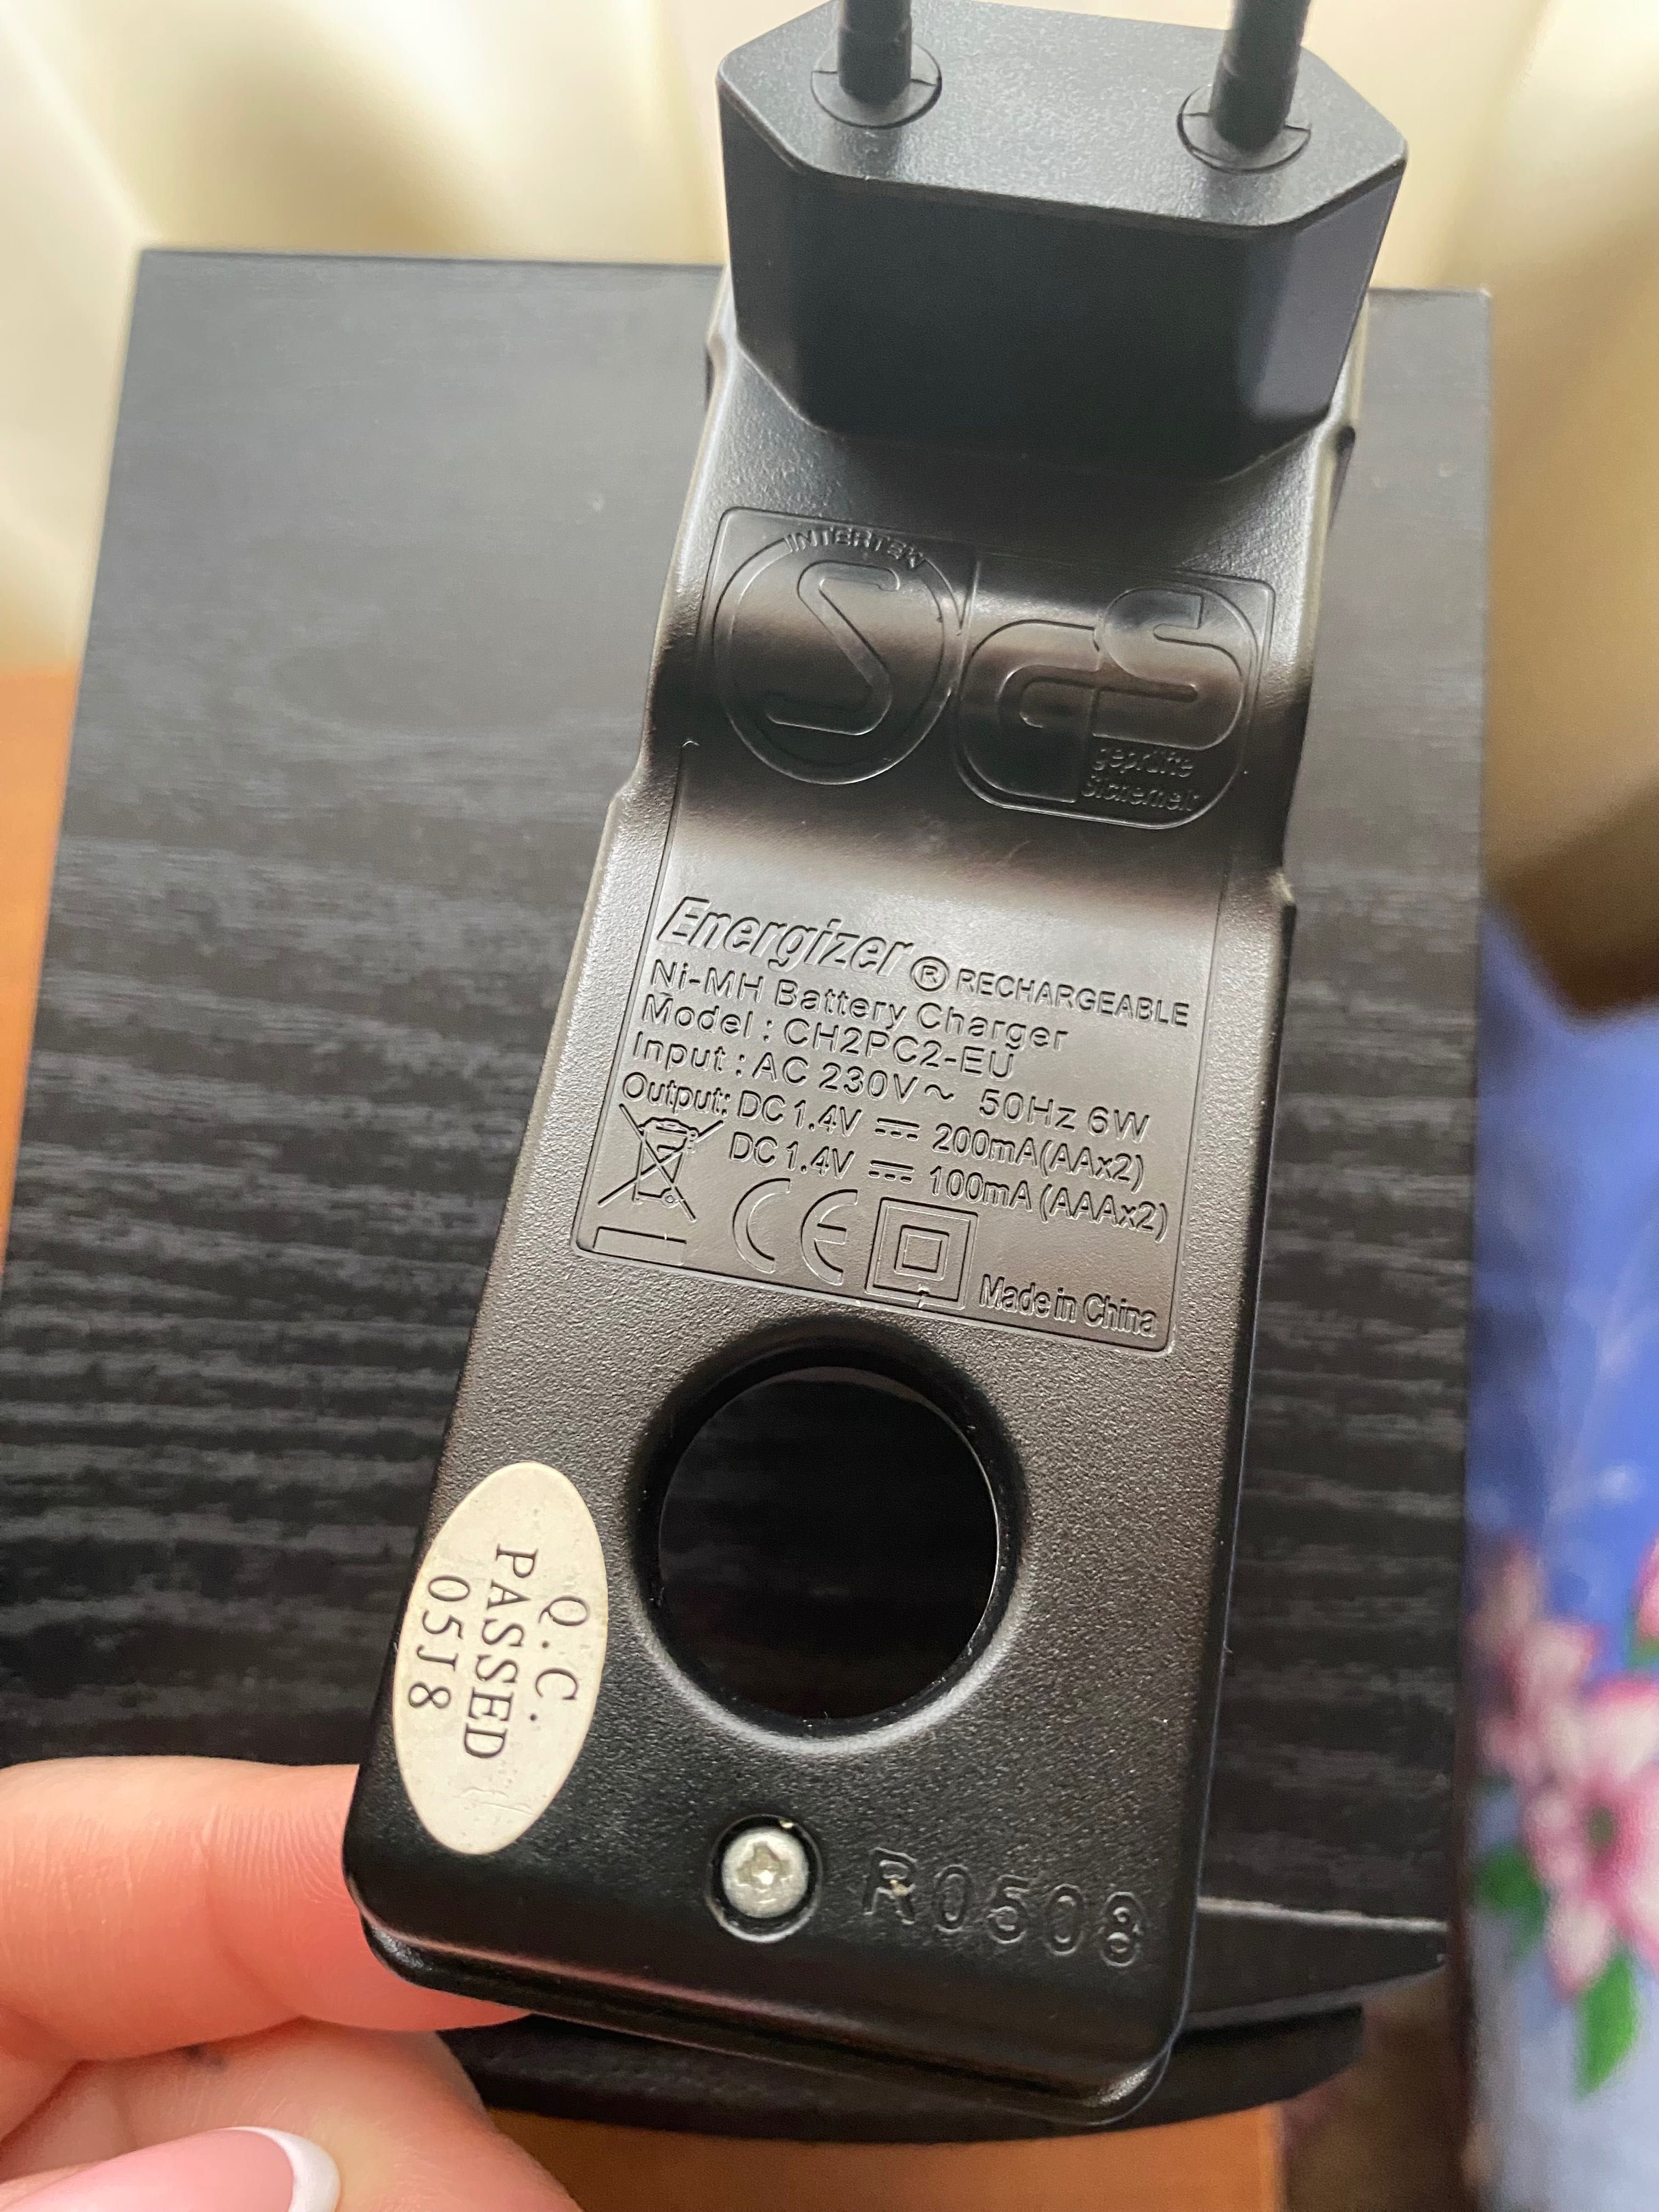 INTERTEK
S
GS
geprüfte
Sicherheit
Energizer ® RECHARGEABLE
Ni-MH Battery Charger
Model : CH2PC2-EU
Input : AC 230V~ 50Hz 6W
Output: DC 1.4V ⎓ 200mA(AAx2)
DC 1.4V ⎓ 100mA (AAAx2)
CE
Made in China
Q.C.
PASSED
05J8
R0508